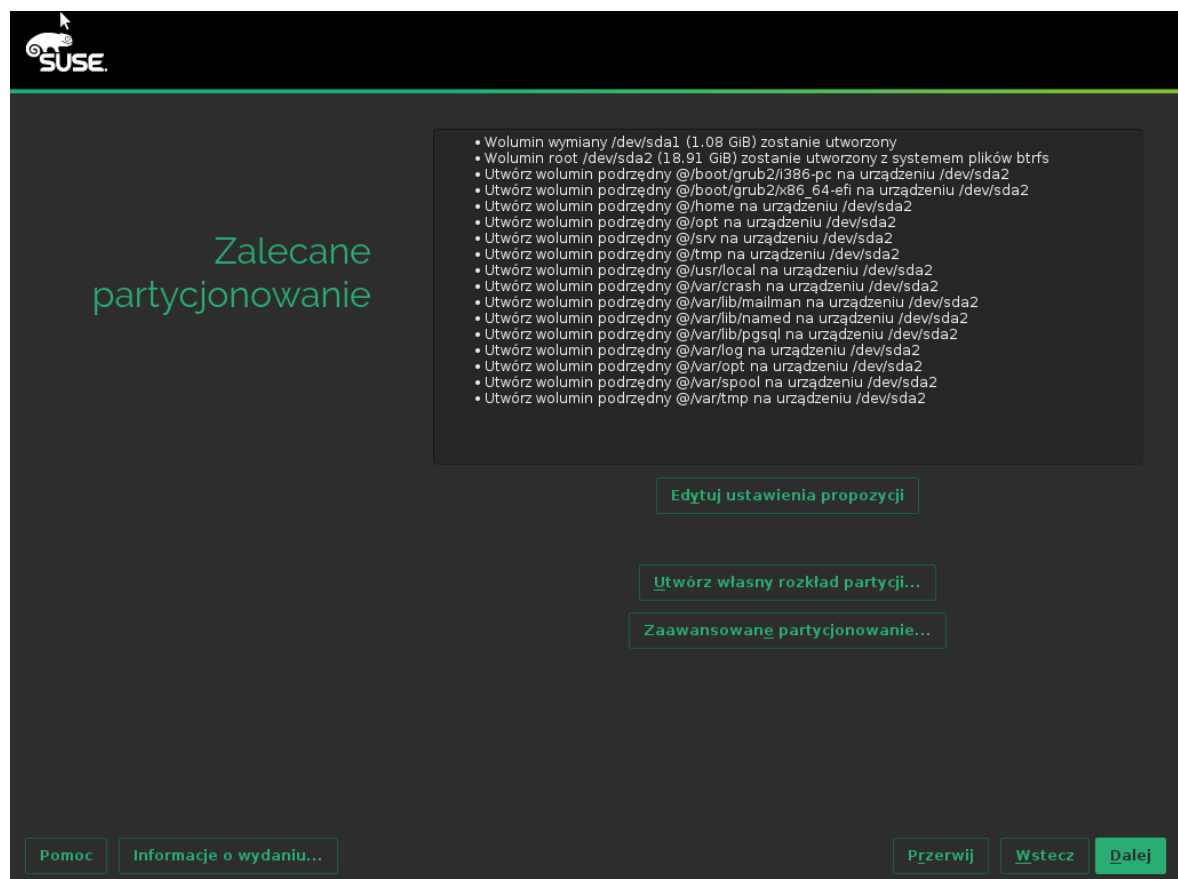 SUSE.
Zalecane
partycjonowanie
• Wolumin wymiany /dev/sda1 (1.08 GiB) zostanie utworzony
• Wolumin root /dev/sda2 (18.91 GiB) zostanie utworzony z systemem plików btrfs
• Utwórz wolumin podrzędny @/boot/grub2/i386-pc na urządzeniu /dev/sda2
• Utwórz wolumin podrzędny @/boot/grub2/x86_64-efi na urządzeniu /dev/sda2
• Utwórz wolumin podrzędny @/home na urządzeniu /dev/sda2
• Utwórz wolumin podrzędny @/opt na urządzeniu /dev/sda2
• Utwórz wolumin podrzędny @/srv na urządzeniu /dev/sda2
• Utwórz wolumin podrzędny @/tmp na urządzeniu /dev/sda2
• Utwórz wolumin podrzędny @/usr/local na urządzeniu /dev/sda2
• Utwórz wolumin podrzędny @/var/crash na urządzeniu /dev/sda2
• Utwórz wolumin podrzędny @/var/lib/mailman na urządzeniu /dev/sda2
• Utwórz wolumin podrzędny @/var/lib/named na urządzeniu /dev/sda2
• Utwórz wolumin podrzędny @/var/lib/pgsql na urządzeniu /dev/sda2
• Utwórz wolumin podrzędny @/var/log na urządzeniu /dev/sda2
• Utwórz wolumin podrzędny @/var/opt na urządzeniu /dev/sda2
• Utwórz wolumin podrzędny @/var/spool na urządzeniu /dev/sda2
• Utwórz wolumin podrzędny @/var/tmp na urządzeniu /dev/sda2
Edytuj ustawienia propozycji
Utwórz własny rozkład partycji...
Zaawansowane partycjonowanie...
Pomoc
Informacje o wydaniu...
Przerwij
Wstecz
Dalej